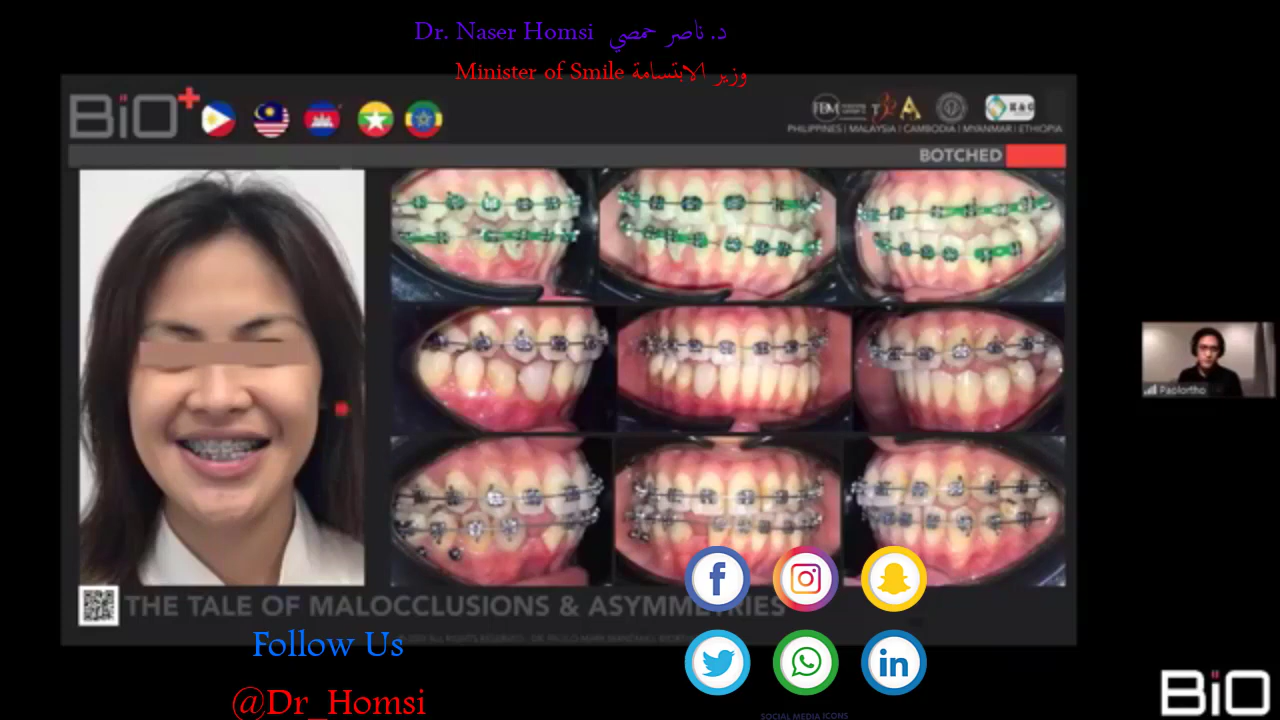 Dr. Naser Homsi د. ناصر حمصي
Minister of Smile وزير الابتسامة
BiO+
PHILIPPINES | MALAYSIA | CAMBODIA | MYANMAR | ETHIOPIA
BOTCHED
Paolortho
THE TALE OF MALOCCLUSIONS & ASYMMETRIES
Follow Us
@Dr_Homsi
SOCIAL MEDIA ICONS
BiO